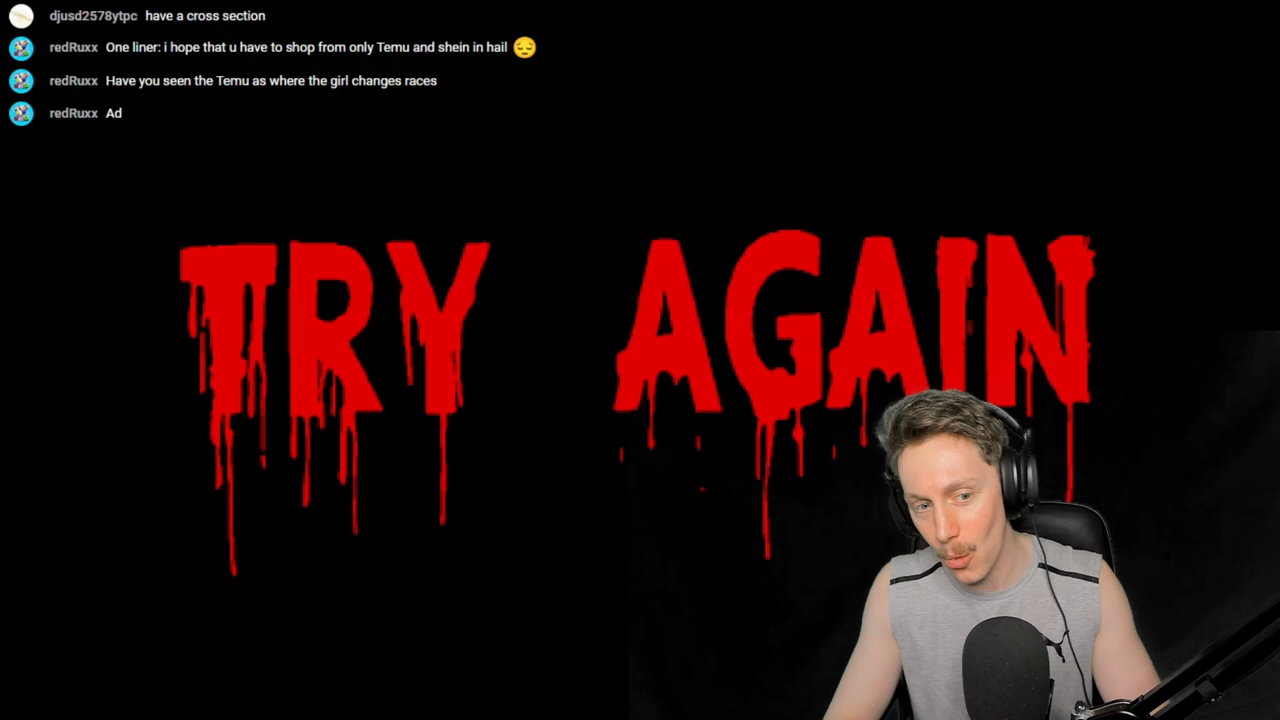 djusd2578ytpc have a cross section
redRuxx One liner: i hope that u have to shop from only Temu and shein in hail 😔
redRuxx Have you seen the Temu as where the girl changes races
redRuxx Ad
TRY AGAIN